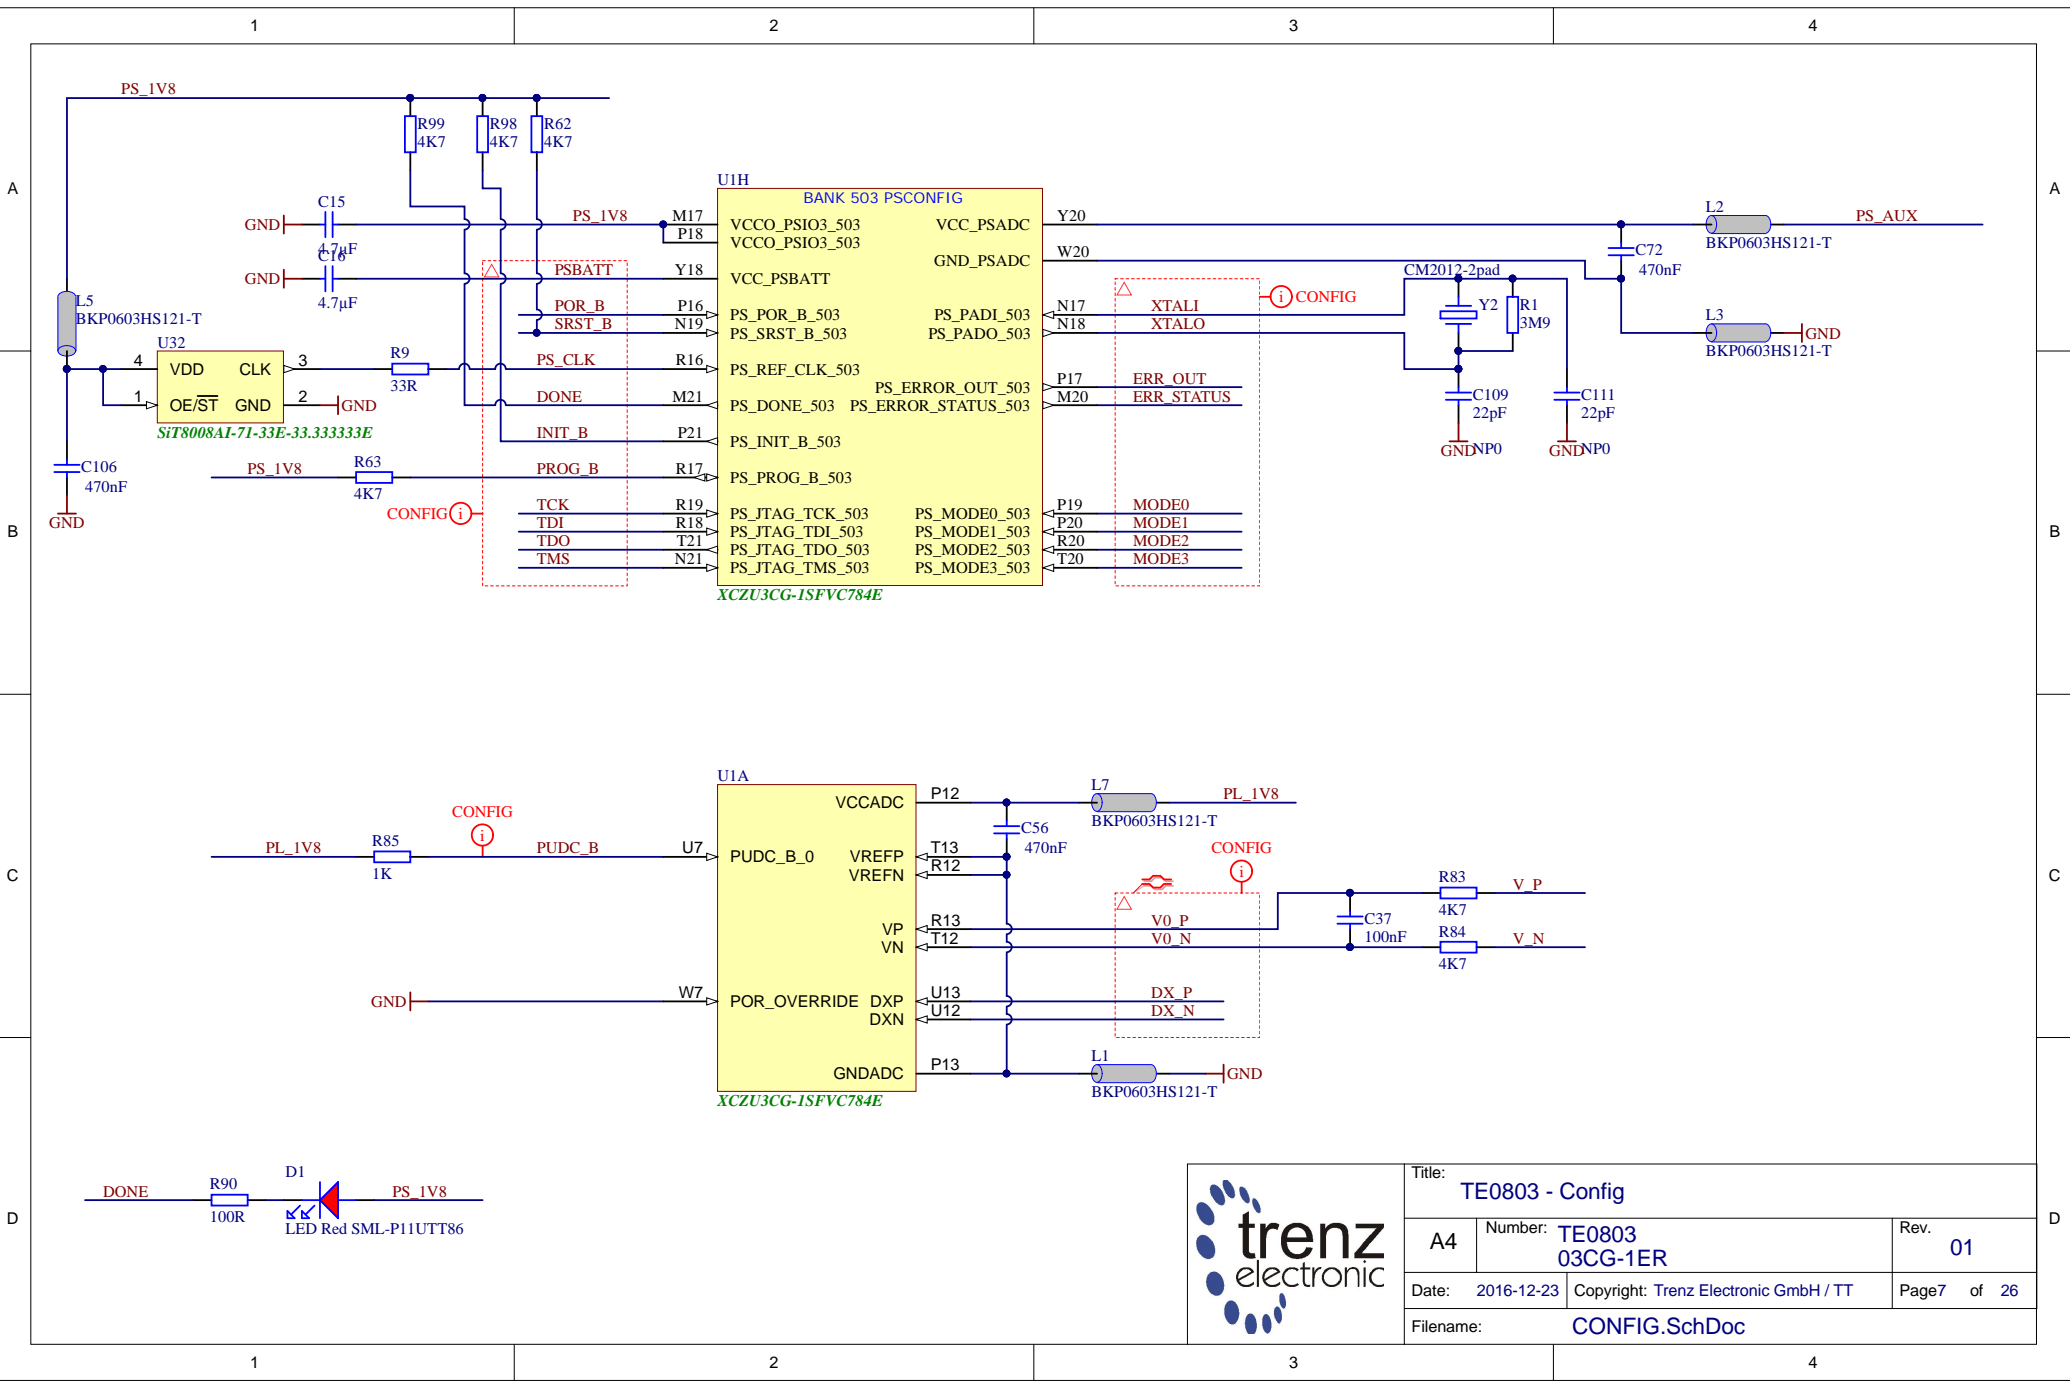 1 2 3 4
A A
B B
C C
D D
1 2 3 4
PS_1V8
R99
4K7
R98
4K7
R62
4K7
C15
4.7µF
GND
PS_1V8
C16
4.7µF
GND
PSBATT
POR_B
SRST_B
L5
BKP0603HS121-T
U32
4 VDD CLK 3
1 OE/ST GND 2
GND
SiT8008AI-71-33E-33.333333E
R9
33R
PS_CLK
DONE
INIT_B
C106
470nF
GND
PS_1V8
R63
4K7
PROG_B
CONFIG i
TCK
TDI
TDO
TMS
U1H
BANK 503 PSCONFIG
M17 VCCO_PSIO3_503
P18 VCCO_PSIO3_503
Y18 VCC_PSBATT
P16 PS_POR_B_503
N19 PS_SRST_B_503
R16 PS_REF_CLK_503
M21 PS_DONE_503
P21 PS_INIT_B_503
R17 PS_PROG_B_503
R19 PS_JTAG_TCK_503
R18 PS_JTAG_TDI_503
T21 PS_JTAG_TDO_503
N21 PS_JTAG_TMS_503
VCC_PSADC Y20
GND_PSADC W20
PS_PADI_503 N17 XTALI
PS_PADO_503 N18 XTALO
PS_ERROR_OUT_503 P17 ERR_OUT
PS_ERROR_STATUS_503 M20 ERR_STATUS
PS_MODE0_503 P19 MODE0
PS_MODE1_503 P20 MODE1
PS_MODE2_503 R20 MODE2
PS_MODE3_503 T20 MODE3
XCZU3CG-1SFVC784E
i CONFIG
CM2012-2pad
Y2
R1
3M9
C109
22pF
GND NP0
C111
22pF
GND NP0
L2
BKP0603HS121-T
PS_AUX
C72
470nF
L3
BKP0603HS121-T
GND
U1A
CONFIG
i
PL_1V8
R85
1K
PUDC_B
U7 PUDC_B_0
GND
W7 POR_OVERRIDE
VCCADC P12
VREFP T13
VREFN R12
VP R13
VN T12
DXP U13
DXN U12
GNDADC P13
XCZU3CG-1SFVC784E
L7
BKP0603HS121-T
PL_1V8
C56
470nF
CONFIG
i
V0_P
V0_N
DX_P
DX_N
C37
100nF
R83
4K7
V_P
R84
4K7
V_N
L1
BKP0603HS121-T
GND
DONE
R90
100R
D1
PS_1V8
LED Red SML-P11UTT86
trenz
electronic
Title:
TE0803 - Config
A4
Number: TE0803
03CG-1ER
Rev.
01
Date: 2016-12-23
Copyright: Trenz Electronic GmbH / TT
Page7 of 26
Filename: CONFIG.SchDoc